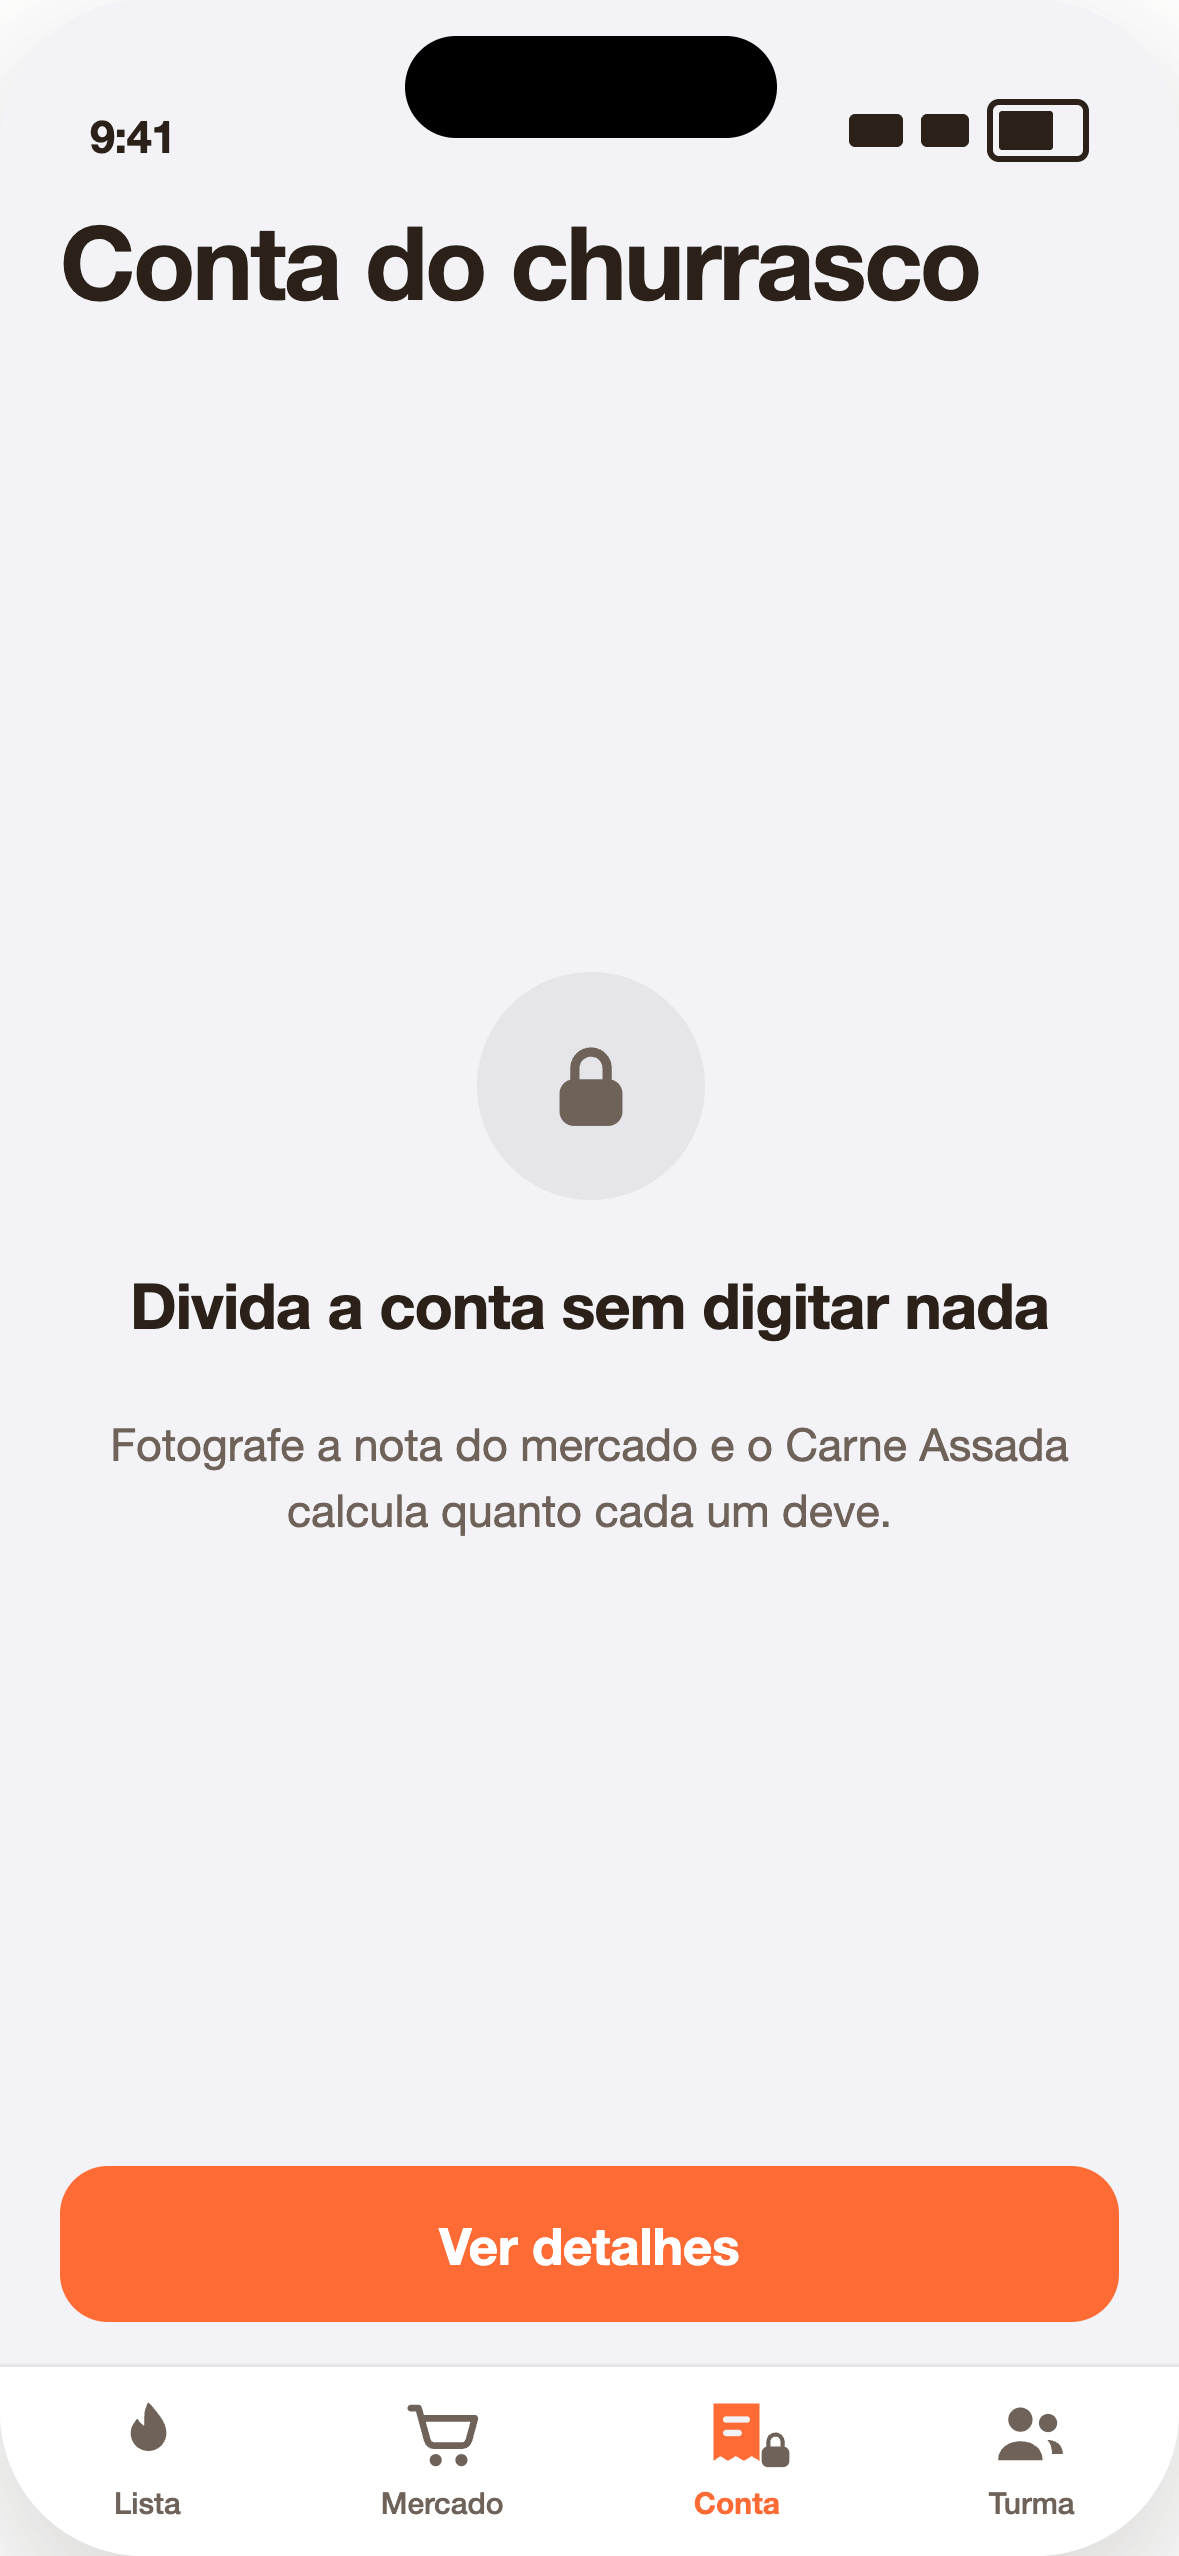 9:41
Conta do churrasco
Divida a conta sem digitar nada
Fotografe a nota do mercado e o Carne Assada
calcula quanto cada um deve.
Ver detalhes
Lista
Mercado
Conta
Turma